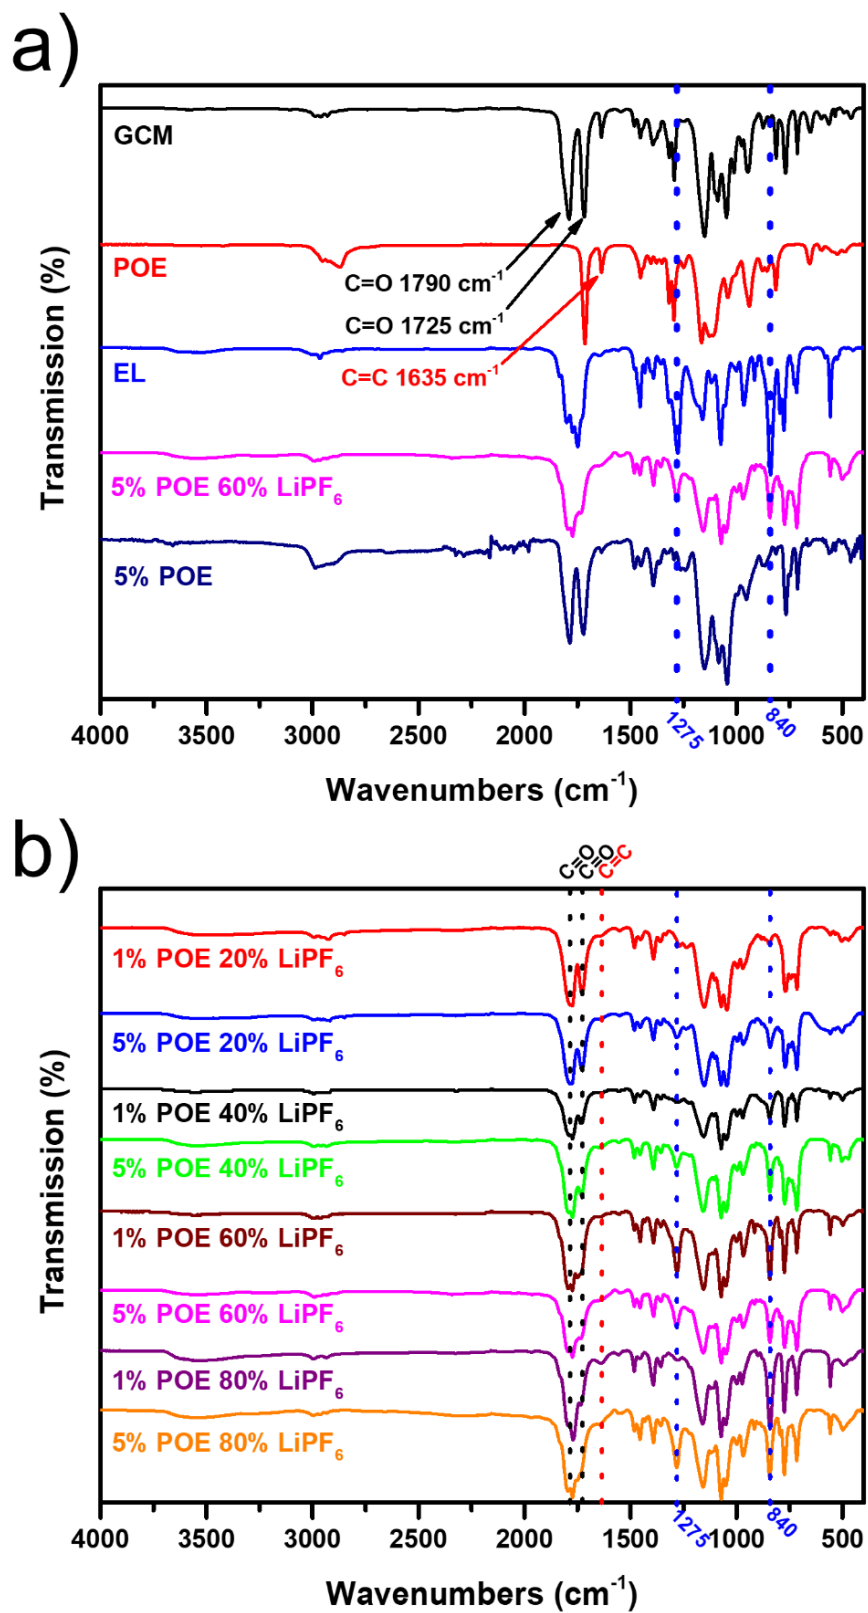 a)
GCM
POE
C=O 1790 cm⁻¹
C=O 1725 cm⁻¹
EL
C=C 1635 cm⁻¹
5% POE 60% LiPF₆
5% POE
Transmission (%)
1275
840
4000 3500 3000 2500 2000 1500 1000 500
Wavenumbers (cm⁻¹)
b)
C=O
C=O
C=C
1% POE 20% LiPF₆
5% POE 20% LiPF₆
1% POE 40% LiPF₆
5% POE 40% LiPF₆
1% POE 60% LiPF₆
5% POE 60% LiPF₆
1% POE 80% LiPF₆
5% POE 80% LiPF₆
Transmission (%)
1275
840
4000 3500 3000 2500 2000 1500 1000 500
Wavenumbers (cm⁻¹)